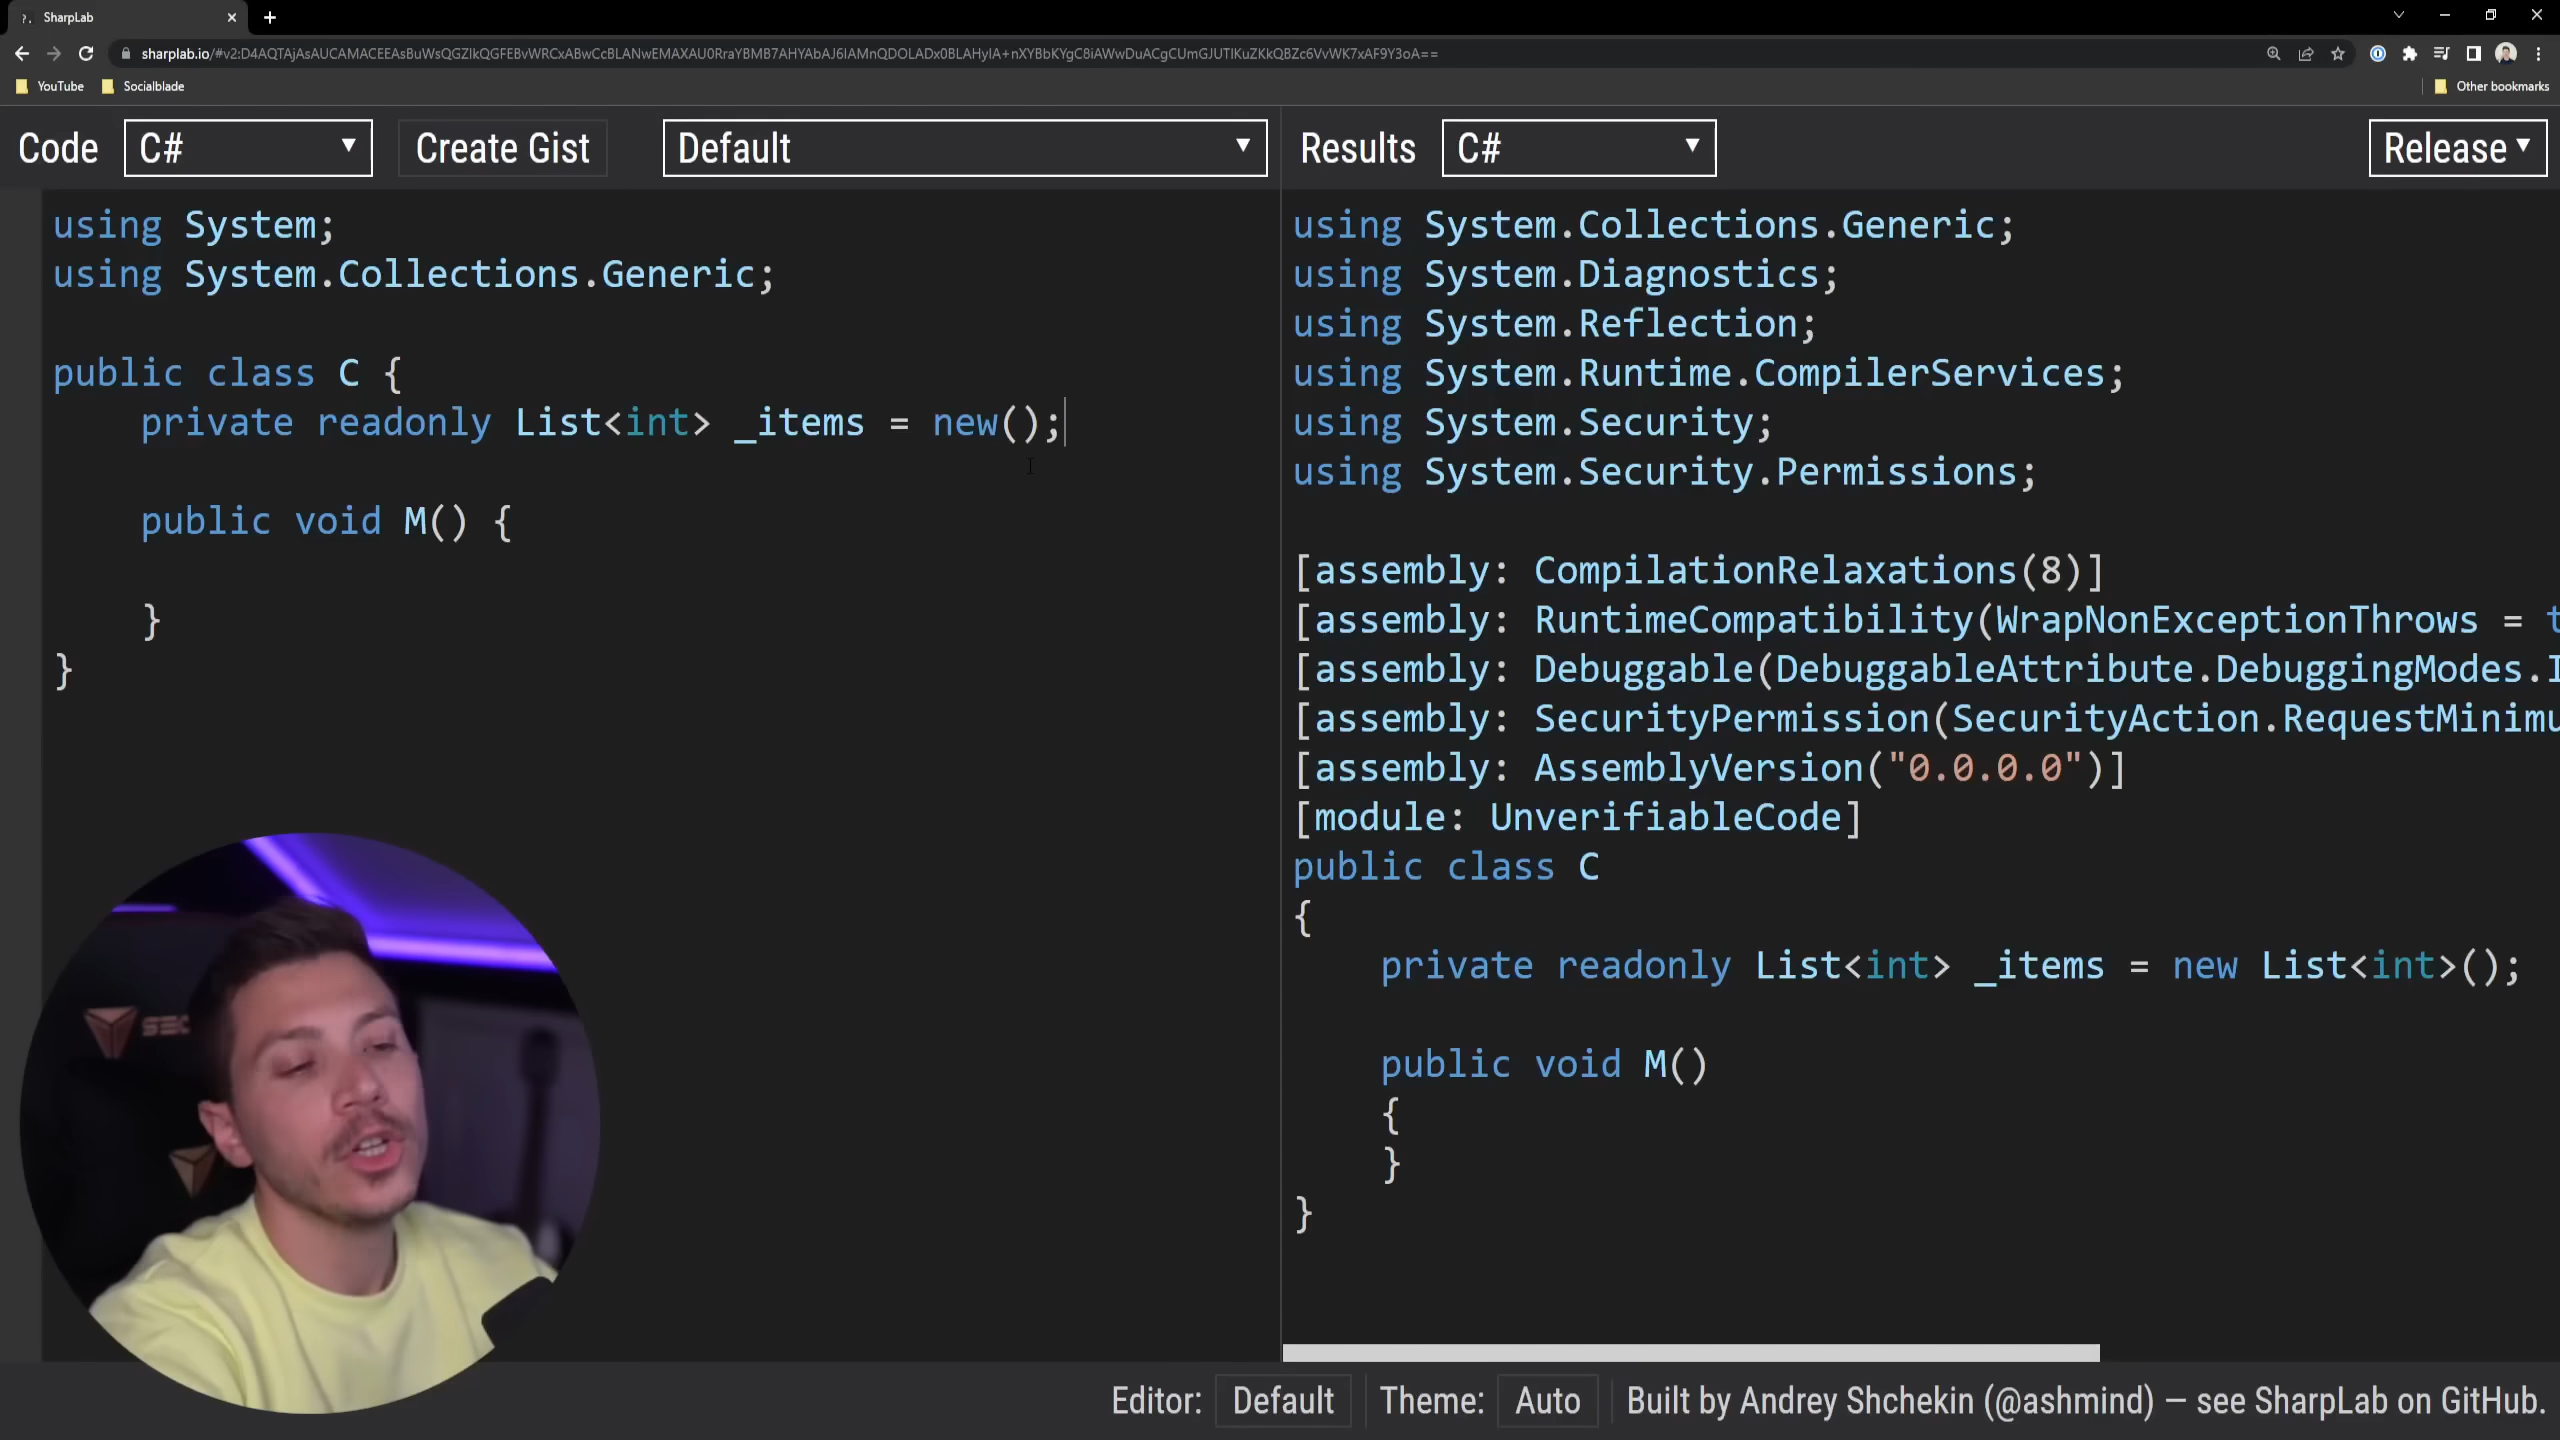 SharpLab
sharplab.io/#v2:D4AQTAjAsAUCAMACEEAsBuWsQGZIkQGFEBvWRCxABwCcBLANwEMAXAU0RraYBMB7AHYAbAJ6IAMnQDOLADx0BLAHyIA+nXYBbKYgC8iAWwDuACgCUmGJUTIKuZKkQBZc6VvWK7xAF9Y3oA==
YouTube
Socialblade
Other bookmarks
Code
C#
Create Gist
Default
Results
C#
Release
using System;
using System.Collections.Generic;
public class C {
private readonly List<int> _items = new();
public void M() {
}
}
using System.Collections.Generic;
using System.Diagnostics;
using System.Reflection;
using System.Runtime.CompilerServices;
using System.Security;
using System.Security.Permissions;
[assembly: CompilationRelaxations(8)]
[assembly: RuntimeCompatibility(WrapNonExceptionThrows = t
[assembly: Debuggable(DebuggableAttribute.DebuggingModes.I
[assembly: SecurityPermission(SecurityAction.RequestMinimu
[assembly: AssemblyVersion("0.0.0.0")]
[module: UnverifiableCode]
public class C
{
private readonly List<int> _items = new List<int>();
public void M()
{
}
}
SEC
Editor: Default Theme: Auto Built by Andrey Shchekin (@ashmind) — see SharpLab on GitHub.